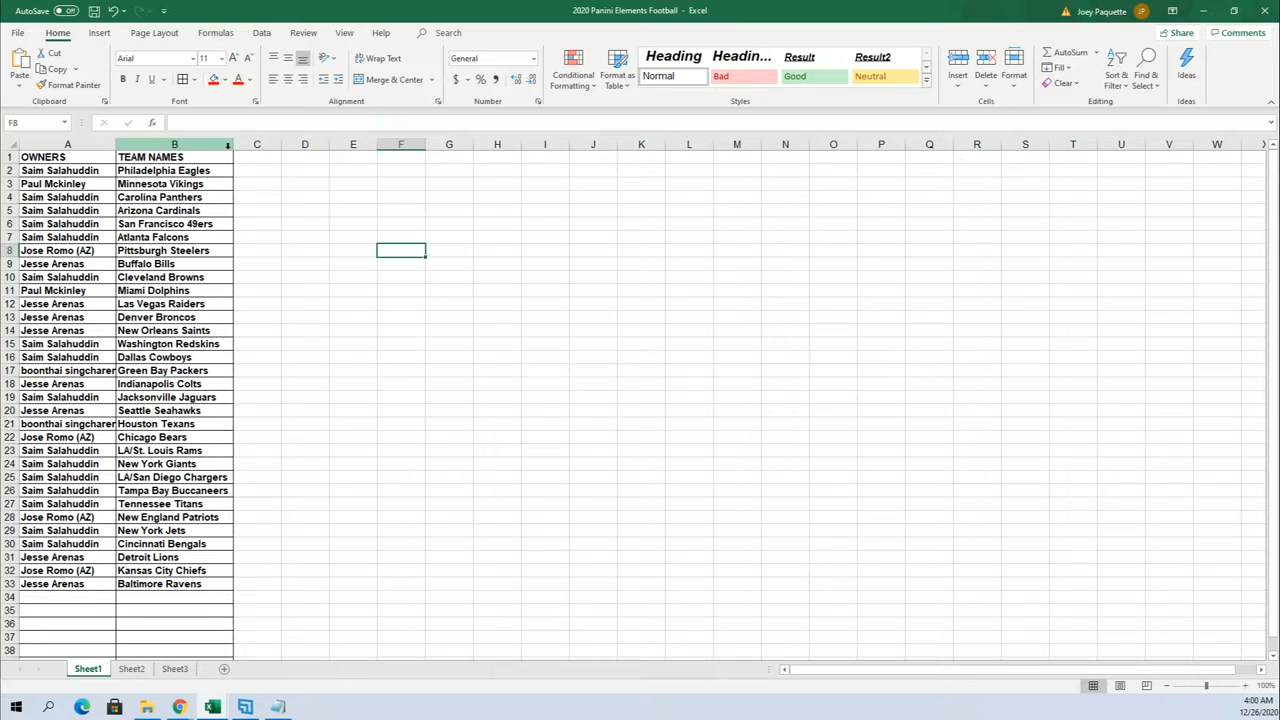 AutoSave Off
2020 Panini Elements Football - Excel
Joey Paquette JP
File Home Insert Page Layout Formulas Data Review View Help Search Share Comments
Paste Cut Copy Format Painter
Arial 11
B I U
Wrap Text
Merge & Center
General
$ % ,
Conditional Formatting Format as Table
Heading Headin... Result Result2
Normal Bad Good Neutral
Insert Delete Format
AutoSum Fill Clear
Sort & Filter Find & Select
Ideas
Clipboard Font Alignment Number Styles Cells Editing Ideas
F8
A B C D E F G H I J K L M N O P Q R S T U V W
1 OWNERS TEAM NAMES
2 Saim Salahuddin Philadelphia Eagles
3 Paul Mckinley Minnesota Vikings
4 Saim Salahuddin Carolina Panthers
5 Saim Salahuddin Arizona Cardinals
6 Saim Salahuddin San Francisco 49ers
7 Saim Salahuddin Atlanta Falcons
8 Jose Romo (AZ) Pittsburgh Steelers
9 Jesse Arenas Buffalo Bills
10 Saim Salahuddin Cleveland Browns
11 Paul Mckinley Miami Dolphins
12 Jesse Arenas Las Vegas Raiders
13 Jesse Arenas Denver Broncos
14 Jesse Arenas New Orleans Saints
15 Saim Salahuddin Washington Redskins
16 Saim Salahuddin Dallas Cowboys
17 boonthai singcharer Green Bay Packers
18 Jesse Arenas Indianapolis Colts
19 Saim Salahuddin Jacksonville Jaguars
20 Jesse Arenas Seattle Seahawks
21 boonthai singcharer Houston Texans
22 Jose Romo (AZ) Chicago Bears
23 Saim Salahuddin LA/St. Louis Rams
24 Saim Salahuddin New York Giants
25 Saim Salahuddin LA/San Diego Chargers
26 Saim Salahuddin Tampa Bay Buccaneers
27 Saim Salahuddin Tennessee Titans
28 Jose Romo (AZ) New England Patriots
29 Saim Salahuddin New York Jets
30 Saim Salahuddin Cincinnati Bengals
31 Jesse Arenas Detroit Lions
32 Jose Romo (AZ) Kansas City Chiefs
33 Jesse Arenas Baltimore Ravens
34
35
36
37
38
Sheet1 Sheet2 Sheet3
100%
4:00 AM
12/26/2020